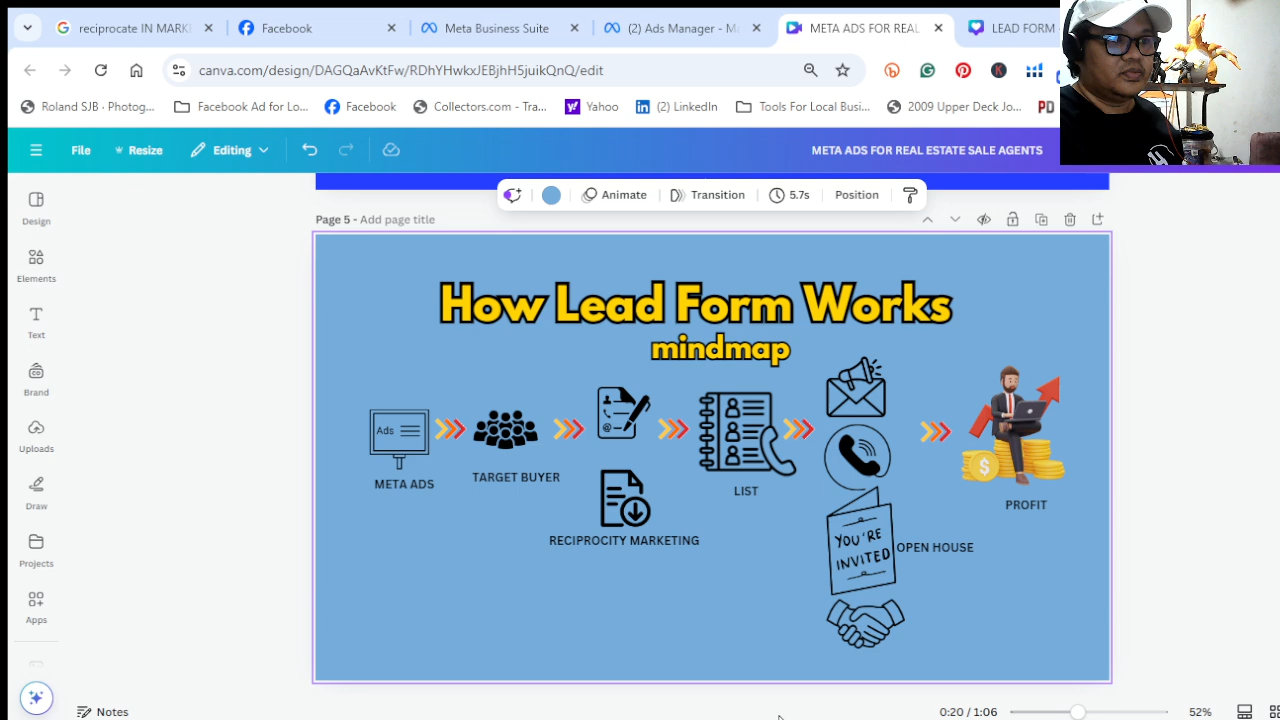 reciprocate IN MARK
Facebook
Meta Business Suite
(2) Ads Manager - M
META ADS FOR REAL
LEAD FORM
canva.com/design/DAGQaAvKtFw/RDhVHwkxJEBjhH5juikQnQ/edit
Roland SJB · Photog...
Facebook Ad for Lo...
Facebook
Collectors.com - Tra...
Yahoo
(2) LinkedIn
Tools For Local Busi...
2009 Upper Deck Jo...
File
Resize
Editing
META ADS FOR REAL ESTATE SALE AGENTS
Animate
Transition
5.7s
Position
Page 5 - Add page title
Design
Elements
Text
Brand
Uploads
Draw
Projects
Apps
How Lead Form Works
mindmap
Ads
META ADS
TARGET BUYER
RECIPROCITY MARKETING
LIST
YOU'RE
INVITED
OPEN HOUSE
$
PROFIT
Notes
0:20 / 1:06
52%